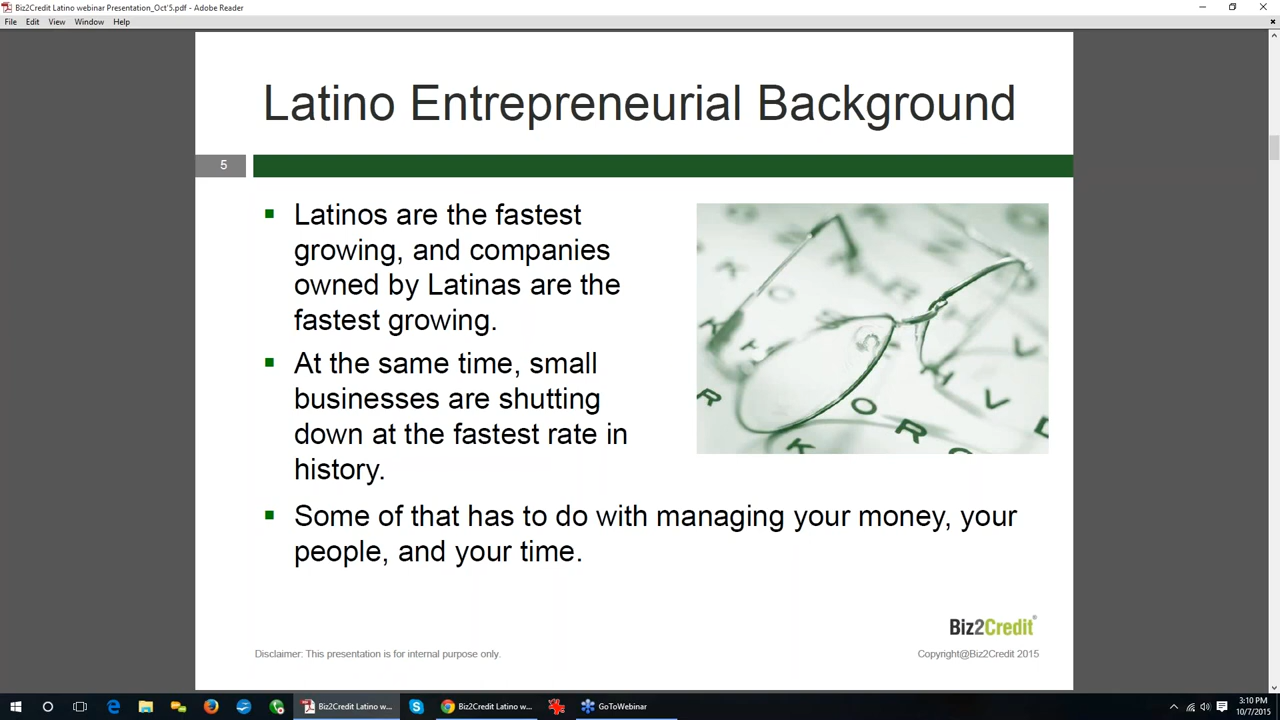 Biz2Credit Latino webinar Presentation_Oct'5.pdf - Adobe Reader
File Edit View Window Help
Latino Entrepreneurial Background
5
Latinos are the fastest
growing, and companies
owned by Latinas are the
fastest growing.
At the same time, small
businesses are shutting
down at the fastest rate in
history.
Some of that has to do with managing your money, your
people, and your time.
R
K
O
R
H
V
V
Biz2Credit®
Disclaimer: This presentation is for internal purpose only.
Copyright@Biz2Credit 2015
Biz2Credit Latino w...
Biz2Credit Latino w...
GoToWebinar
3:10 PM
10/7/2015